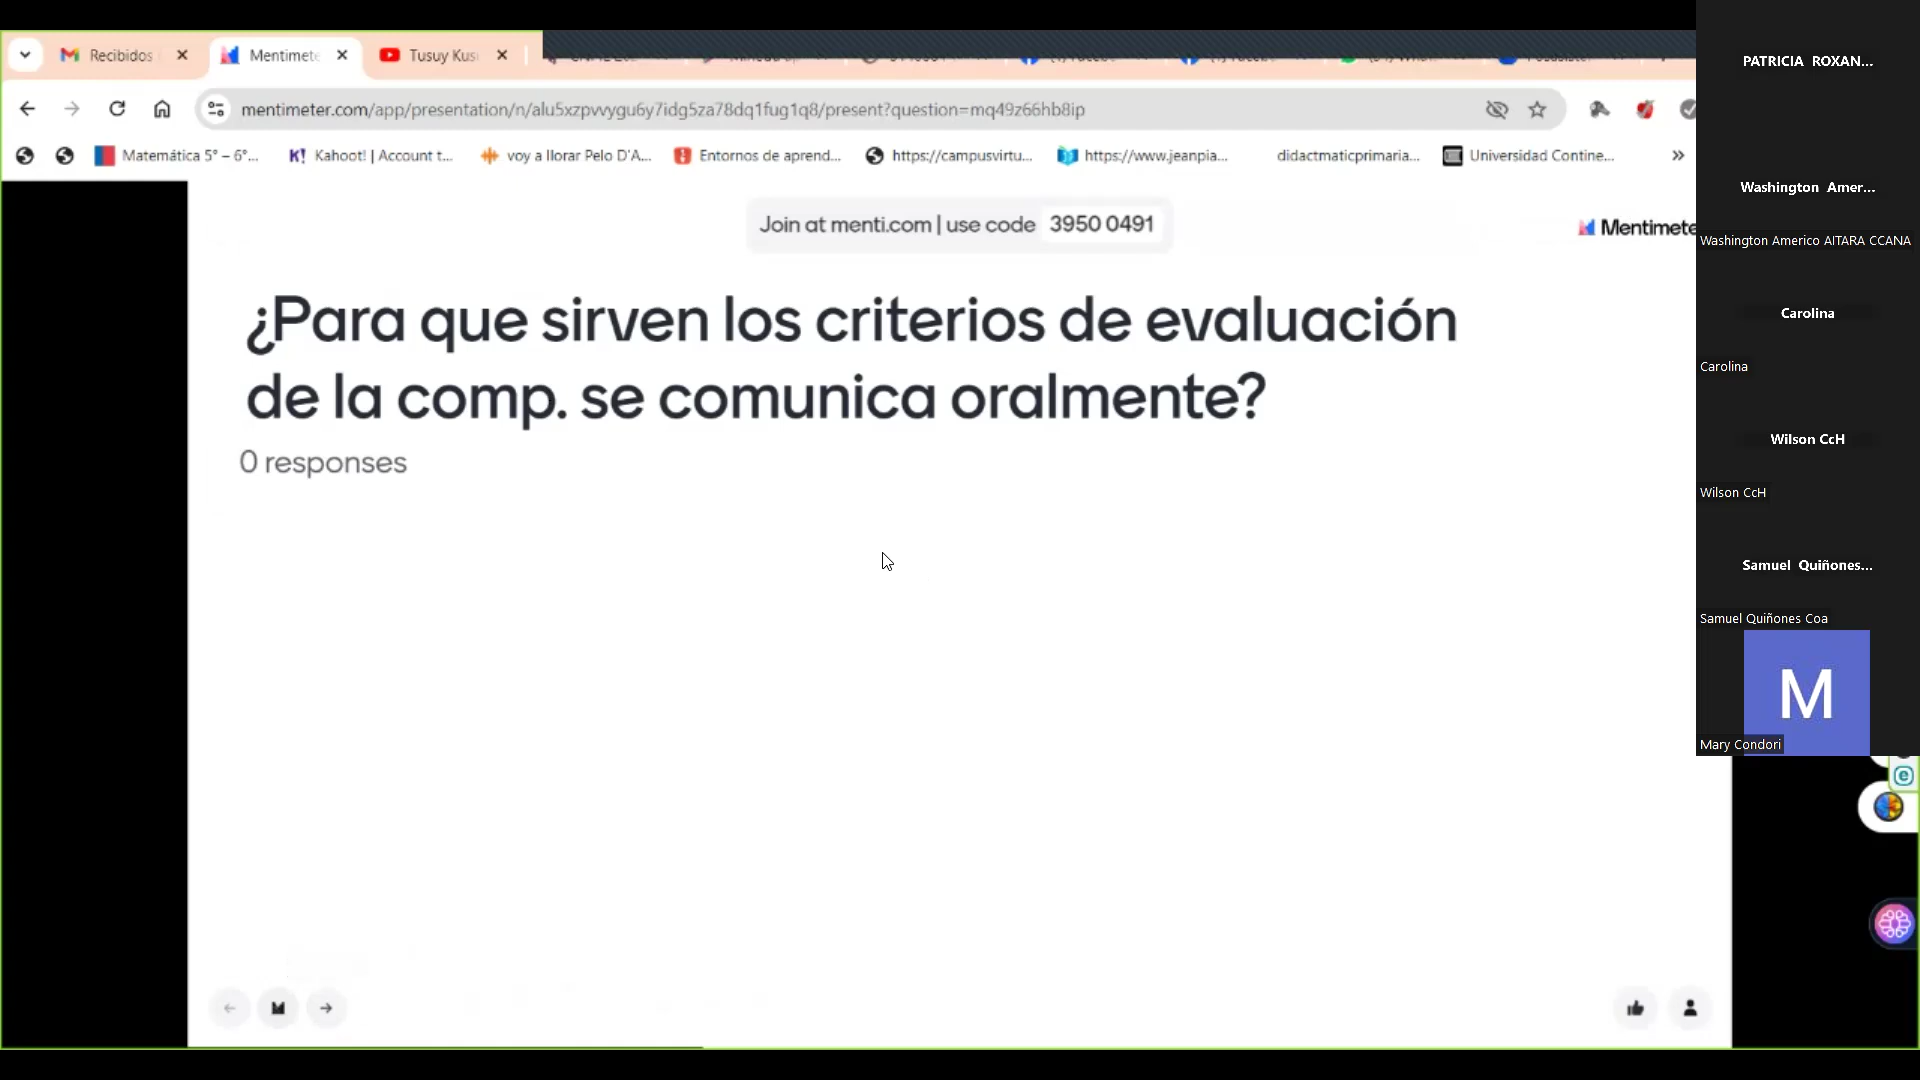 Recibidos
Mentimete
Tusuy Kus
mentimeter.com/app/presentation/n/alu5xzpvvygu6y7idg5za78dq1fug1q8/present?question=mq49z66hb8ip
Matemática 5° – 6°...
K! Kahoot! | Account t...
voy a llorar Pelo D'A...
Entornos de aprend...
https://campusvirtu...
https://www.jeanpia...
didactmaticprimaria...
Universidad Contine...
»
Join at menti.com | use code 3950 0491
Mentimete
¿Para que sirven los criterios de evaluación
de la comp. se comunica oralmente?
0 responses
PATRICIA ROXAN...
Washington Amer...
Washington Americo AITARA CCANA
Carolina
Carolina
Wilson CcH
Wilson CcH
Samuel Quiñones...
Samuel Quiñones Coa
M
Mary Condori